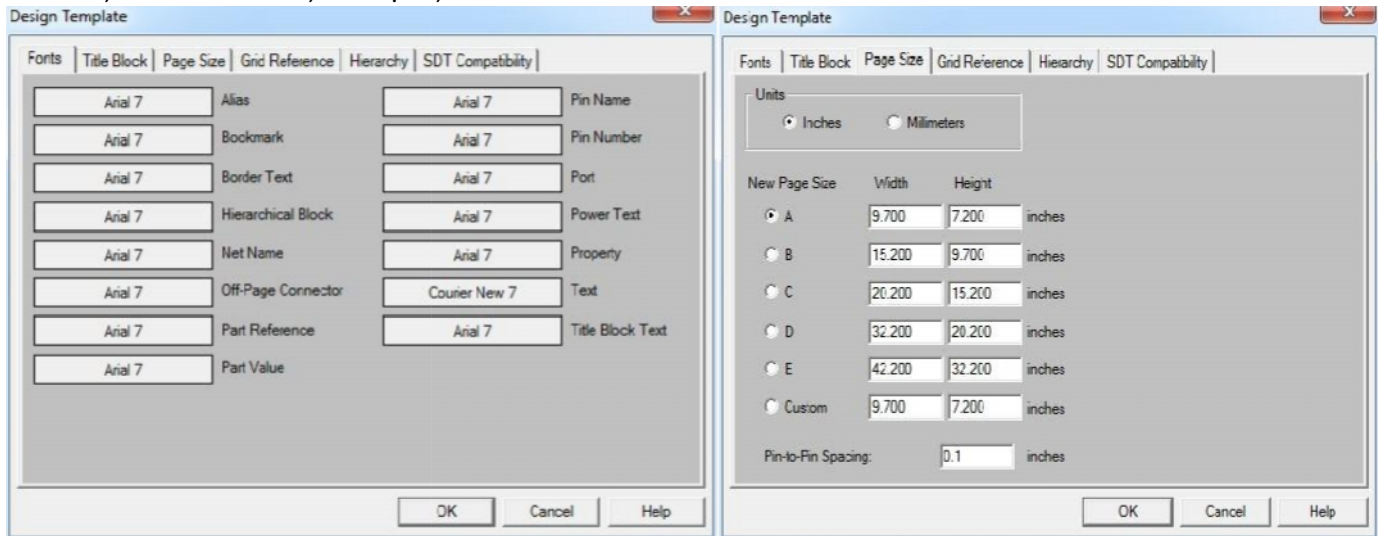 Design Template
Fonts Title Block Page Size Grid Reference Hierarchy SDT Compatibility
Arial 7 Alias Arial 7 Pin Name
Arial 7 Bookmark Arial 7 Pin Number
Arial 7 Border Text Arial 7 Port
Arial 7 Hierarchical Block Arial 7 Power Text
Arial 7 Net Name Arial 7 Property
Arial 7 Off-Page Connector Courier New 7 Text
Arial 7 Part Reference Arial 7 Title Block Text
Arial 7 Part Value
OK Cancel Help
Design Template
Fonts Title Block Page Size Grid Reference Hierarchy SDT Compatibility
Units
Inches Millimeters
New Page Size Width Height
A 9.700 7.200 inches
B 15.200 9.700 inches
C 20.200 15.200 inches
D 32.200 20.200 inches
E 42.200 32.200 inches
Custom 9.700 7.200 inches
Pin-to-Pin Spacing: 0.1 inches
OK Cancel Help